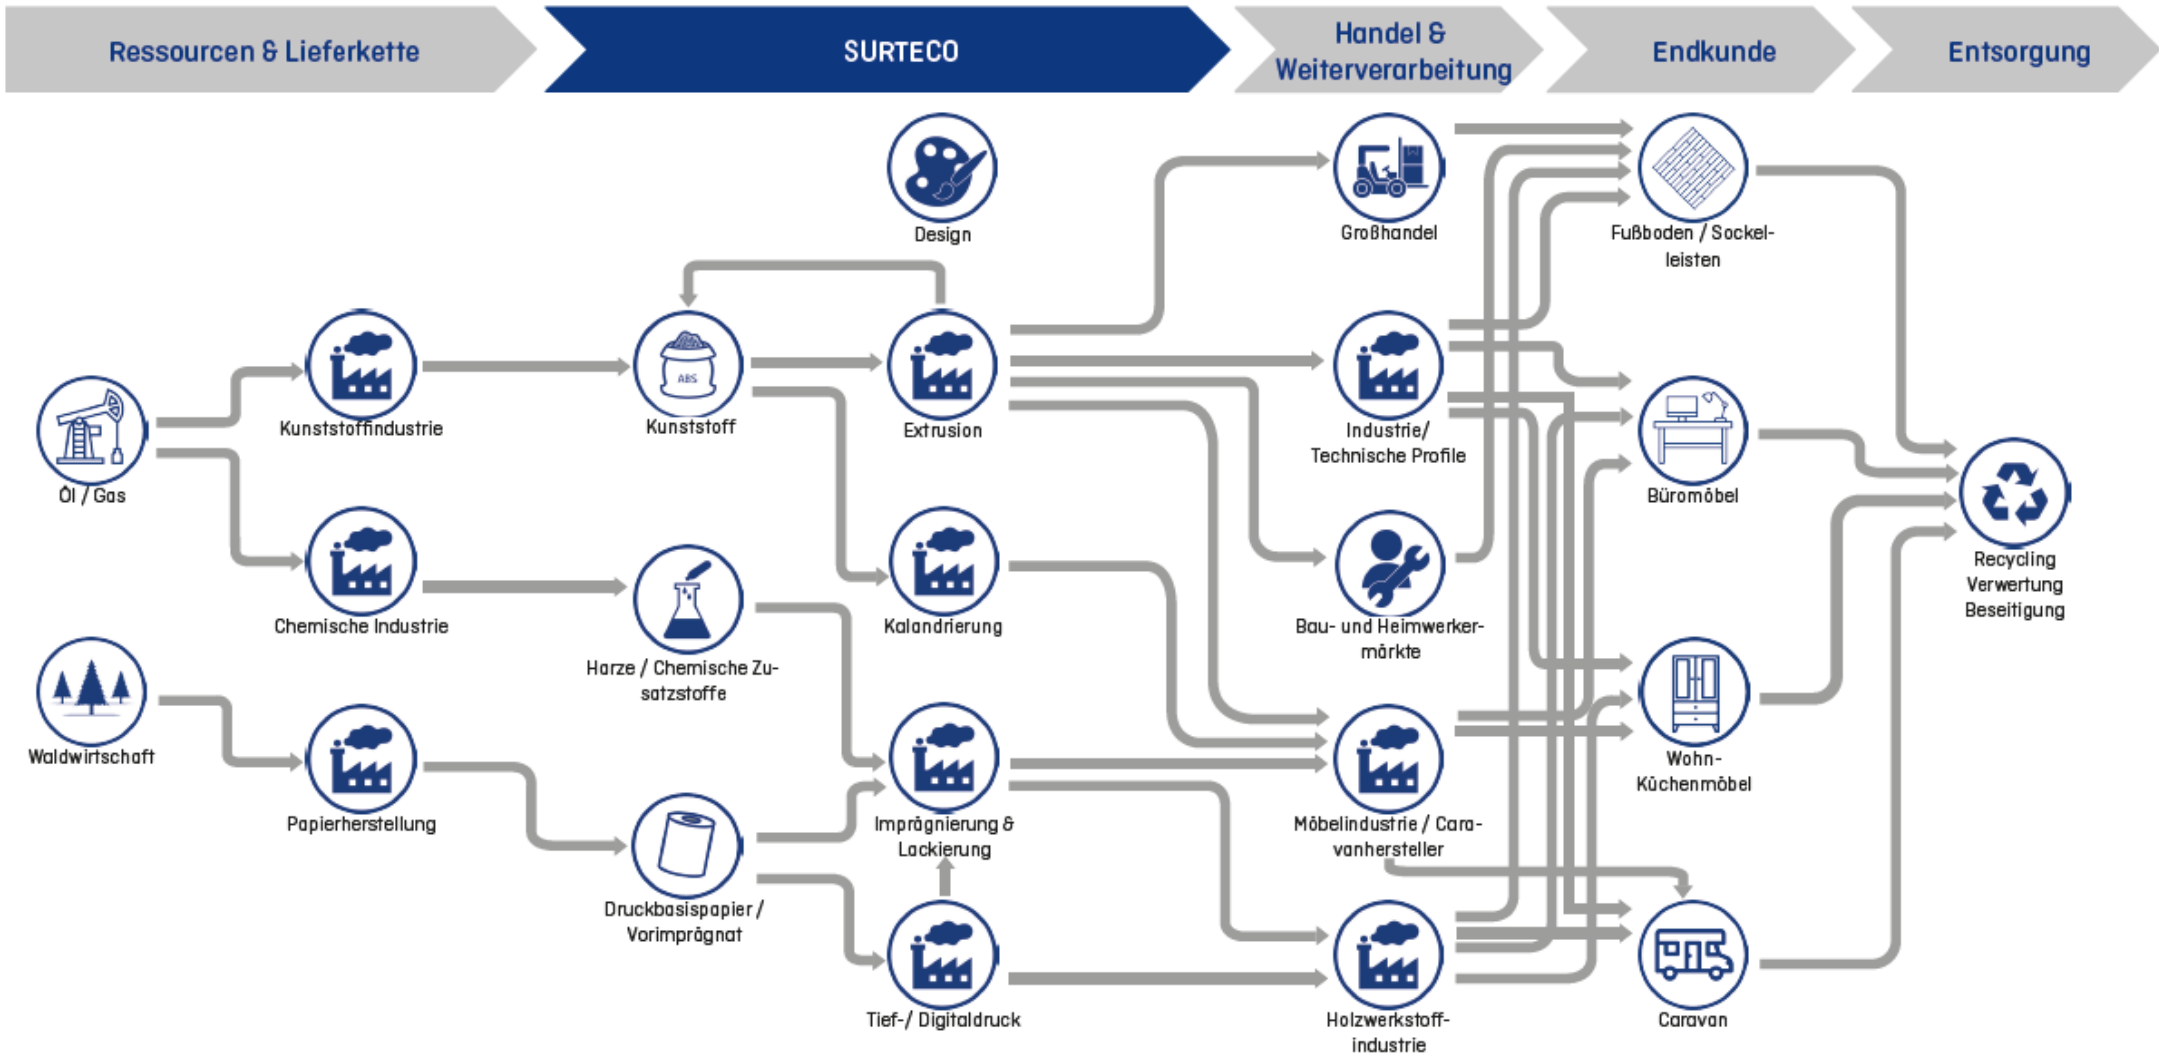 Ressourcen & Lieferkette
SURTECO
Handel &
Weiterverarbeitung
Endkunde
Entsorgung
Design
Großhandel
Fußboden / Sockel-
leisten
Kunststoffindustrie
ABS
Kunststoff
Extrusion
Industrie/
Technische Profile
Büromöbel
Öl / Gas
Chemische Industrie
Harze / Chemische Zu-
satzstoffe
Kalandrierung
Bau- und Heimwerker-
märkte
Recycling
Verwertung
Beseitigung
Waldwirtschaft
Papierherstellung
Imprägnierung &
Lackierung
Möbelindustrie / Cara-
vanhersteller
Wohn-
Küchenmöbel
Druckbasispapier /
Vorimprägnat
Tief-/ Digitaldruck
Holzwerkstoff-
industrie
Caravan